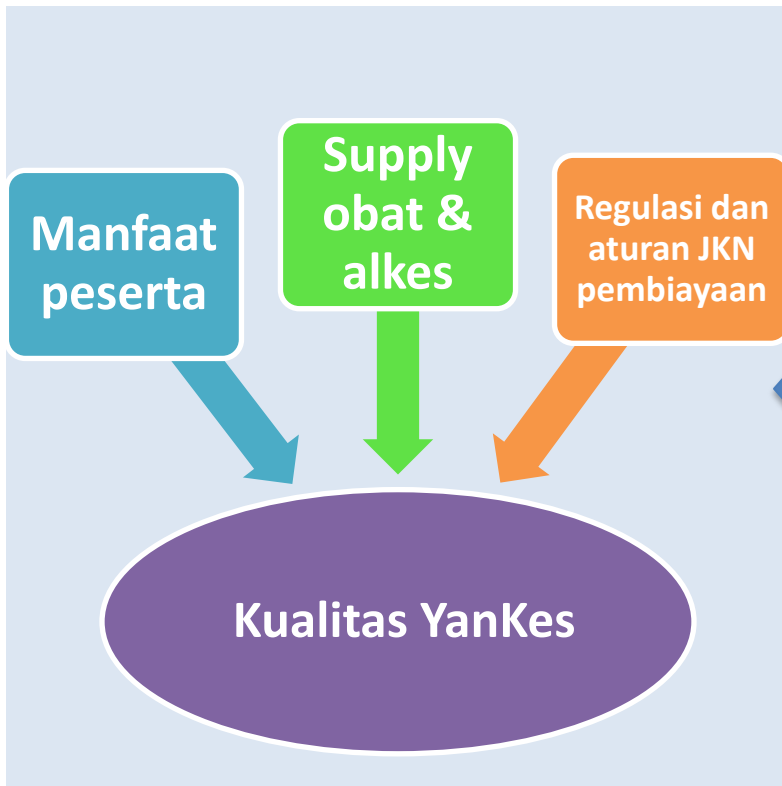 Manfaat
peserta
Supply
obat &
alkes
Regulasi dan
aturan JKN
pembiayaan
Kualitas YanKes